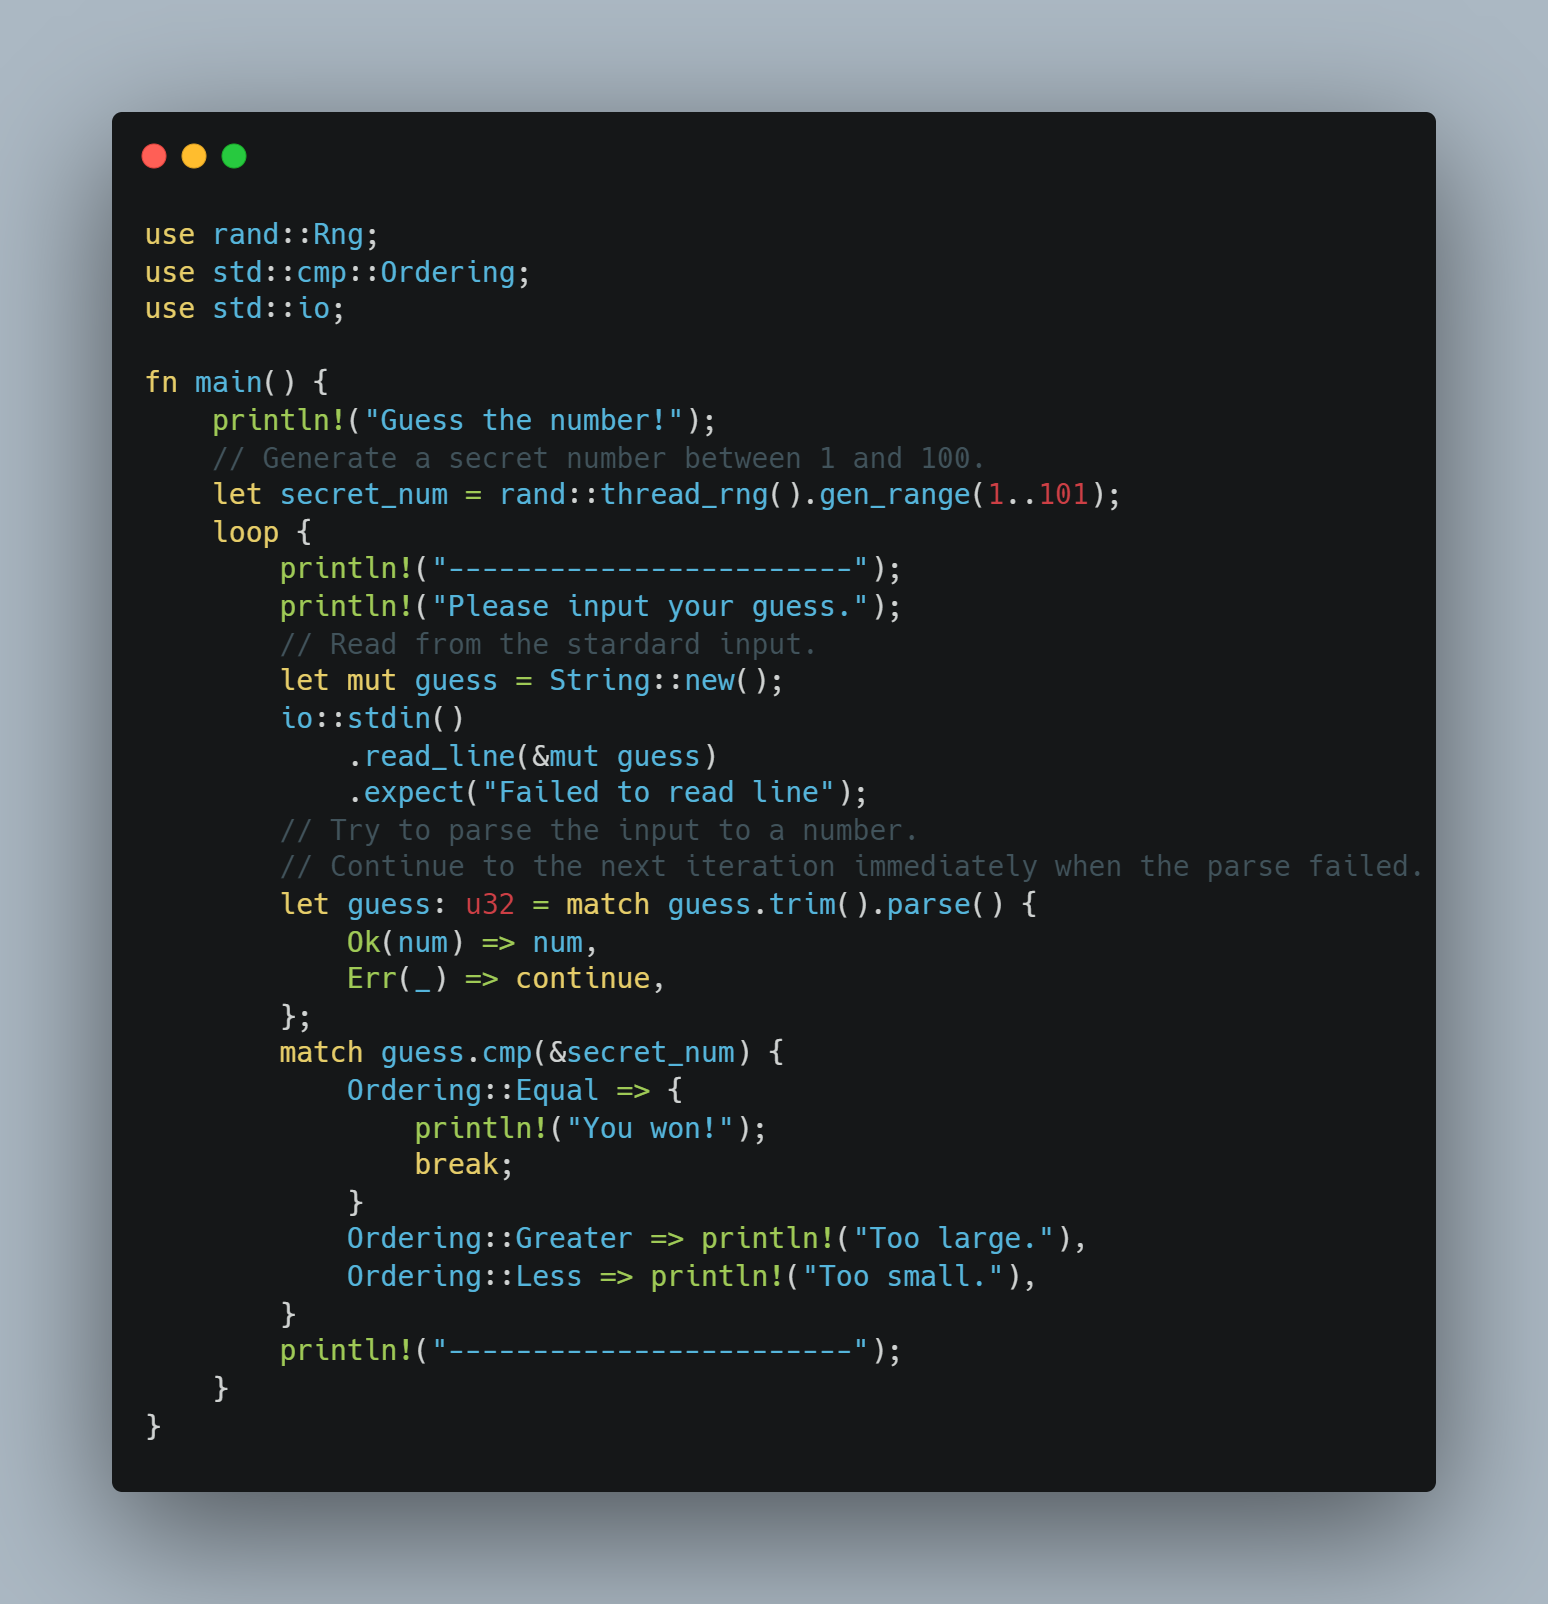 use rand::Rng;
use std::cmp::Ordering;
use std::io;

fn main() {
    println!("Guess the number!");
    // Generate a secret number between 1 and 100.
    let secret_num = rand::thread_rng().gen_range(1..101);
    loop {
        println!("------------------------");
        println!("Please input your guess.");
        // Read from the stardard input.
        let mut guess = String::new();
        io::stdin()
            .read_line(&mut guess)
            .expect("Failed to read line");
        // Try to parse the input to a number.
        // Continue to the next iteration immediately when the parse failed.
        let guess: u32 = match guess.trim().parse() {
            Ok(num) => num,
            Err(_) => continue,
        };
        match guess.cmp(&secret_num) {
            Ordering::Equal => {
                println!("You won!");
                break;
            }
            Ordering::Greater => println!("Too large."),
            Ordering::Less => println!("Too small."),
        }
        println!("------------------------");
    }
}